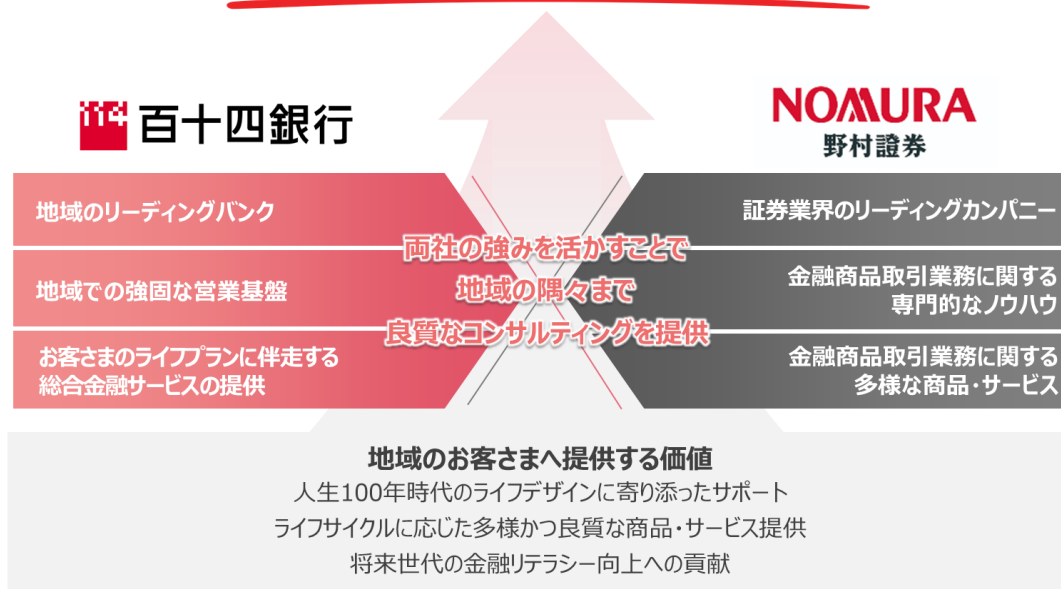 114
百十四銀行
NOMURA
野村證券
地域のリーディングバンク
地域での強固な営業基盤
お客さまのライフプランに伴走する
総合金融サービスの提供
両社の強みを活かすことで
地域の隅々まで
良質なコンサルティングを提供
証券業界のリーディングカンパニー
金融商品取引業務に関する
専門的なノウハウ
金融商品取引業務に関する
多様な商品・サービス
地域のお客さまへ提供する価値
人生100年時代のライフデザインに寄り添ったサポート
ライフサイクルに応じた多様かつ良質な商品・サービス提供
将来世代の金融リテラシー向上への貢献